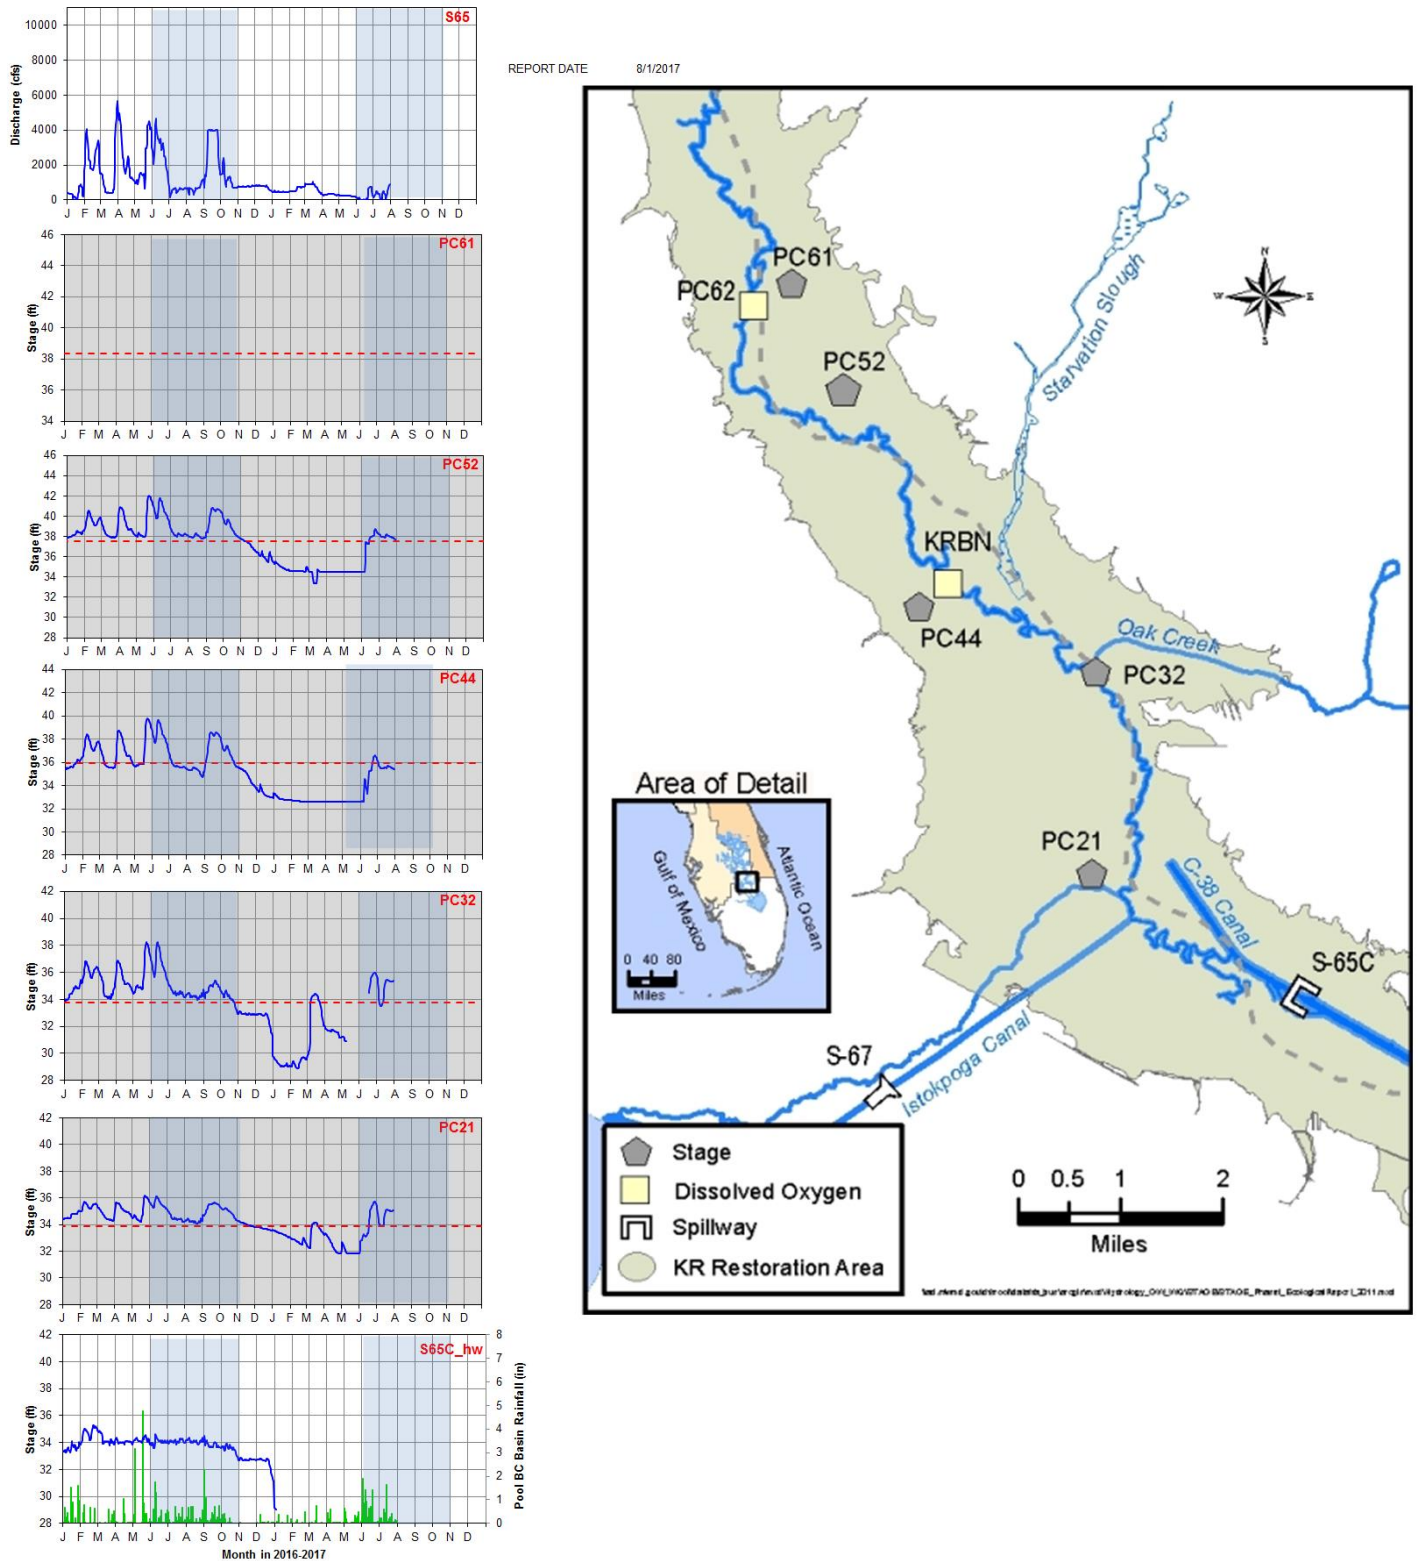 S65
10000
8000
6000
4000
2000
0
Discharge (cfs)
J F M A M J J A S O N D J F M A M J J A S O N D
PC61
46
44
42
40
38
36
34
Stage (ft)
J F M A M J J A S O N D J F M A M J J A S O N D
PC52
46
44
42
40
38
36
34
32
30
28
Stage (ft)
J F M A M J J A S O N D J F M A M J J A S O N D
PC44
44
42
40
38
36
34
32
30
28
Stage (ft)
J F M A M J J A S O N D J F M A M J J A S O N D
PC32
42
40
38
36
34
32
30
28
Stage (ft)
J F M A M J J A S O N D J F M A M J J A S O N D
PC21
42
40
38
36
34
32
30
28
Stage (ft)
J F M A M J J A S O N D J F M A M J J A S O N D
S65C_hw
42
40
38
36
34
32
30
28
Stage (ft)
8
7
6
5
4
3
2
1
0
Pool BC Basin Rainfall (in)
J F M A M J J A S O N D J F M A M J J A S O N D
Month in 2016-2017
REPORT DATE 8/1/2017
PC61
PC62
PC52
Starvation Slough
N
W E
S
KRBN
PC44
Oak Creek
PC32
PC21
C-38 Canal
S-65C
S-67
Istokpoga Canal
Area of Detail
Gulf of Mexico
Atlantic Ocean
0 40 80
Miles
Stage
Dissolved Oxygen
Spillway
KR Restoration Area
0 0.5 1 2
Miles